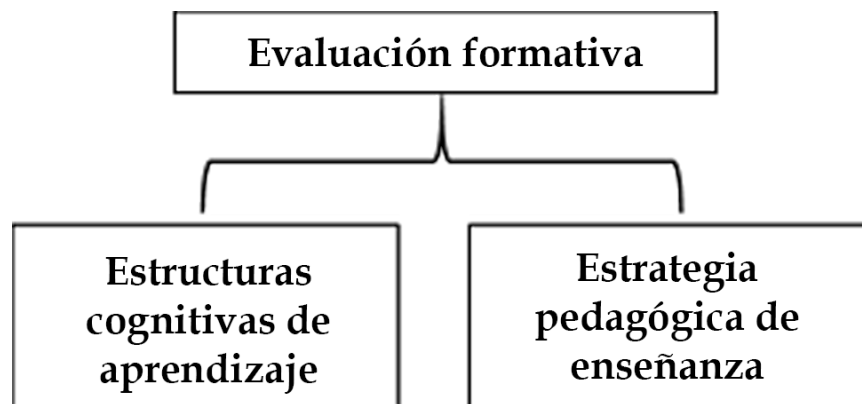 Evaluación formativa
Estructuras
cognitivas de
aprendizaje
Estrategia
pedagógica de
enseñanza